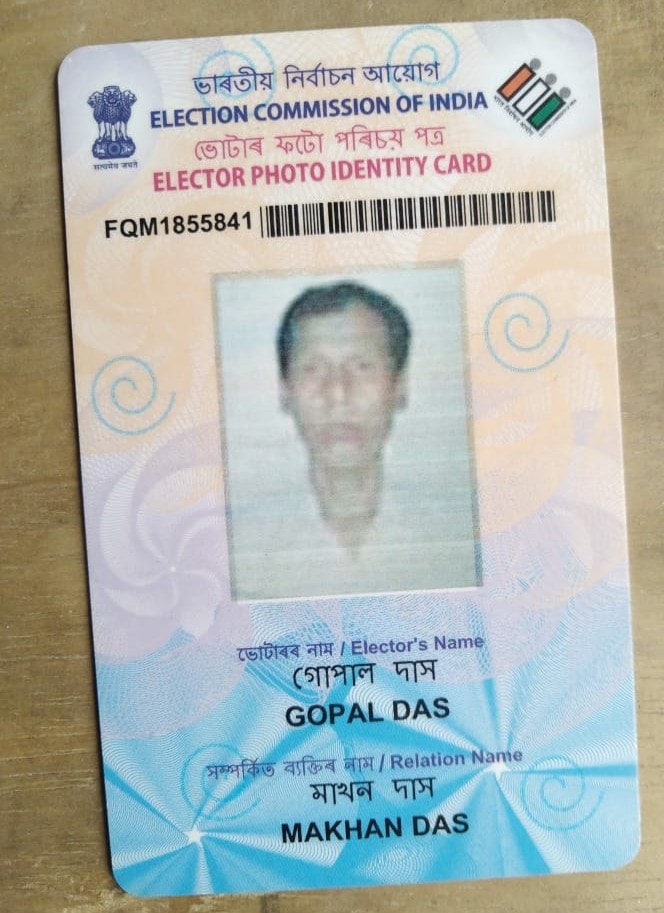 ভাৰতীয় নিৰ্বাচন আয়োগ
ELECTION COMMISSION OF INDIA
सत्यमेव जयते
ভোটাৰ ফটো পৰিচয় পত্ৰ
ELECTOR PHOTO IDENTITY CARD
FQM1855841
ভোটাৰৰ নাম / Elector's Name
গোপাল দাস
GOPAL DAS
সম্পৰ্কিত ব্যক্তিৰ নাম / Relation Name
মাখন দাস
MAKHAN DAS